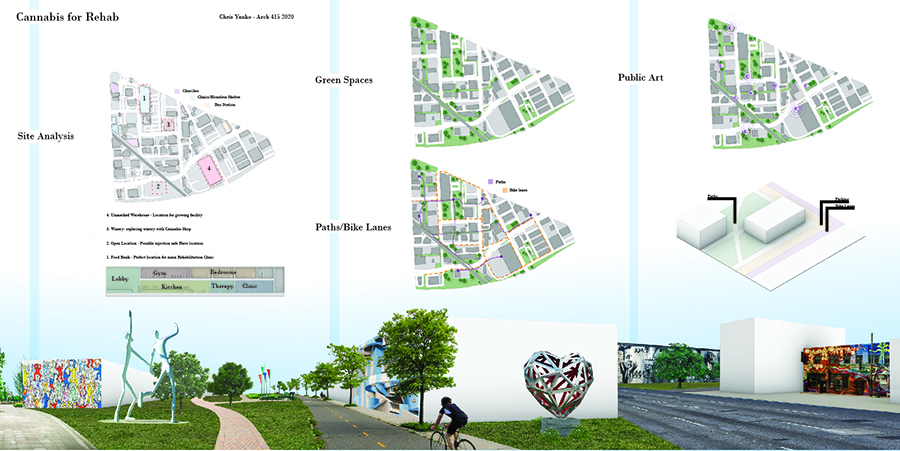 Cannabis for Rehab
Chris Yanko - Arch 415 2020
Green Spaces
Public Art
Churches
Clinic/Homeless Shelter
Bus Station
1
3
4
2
Site Analysis
Paths
Bike lanes
Paths/Bike Lanes
4. Unmarked Warehouse - Location for growing facility
3. Winery- replacing winery with Cannabis Shop
2. Open Location - Possible injection safe Have location
1. Food Bank - Perfect location for main Rehabilitation Clinic
Lobby
Gym
Bedrooms
Kitchen
Therapy
Clinic
Paths
Parking
Bike Lanes